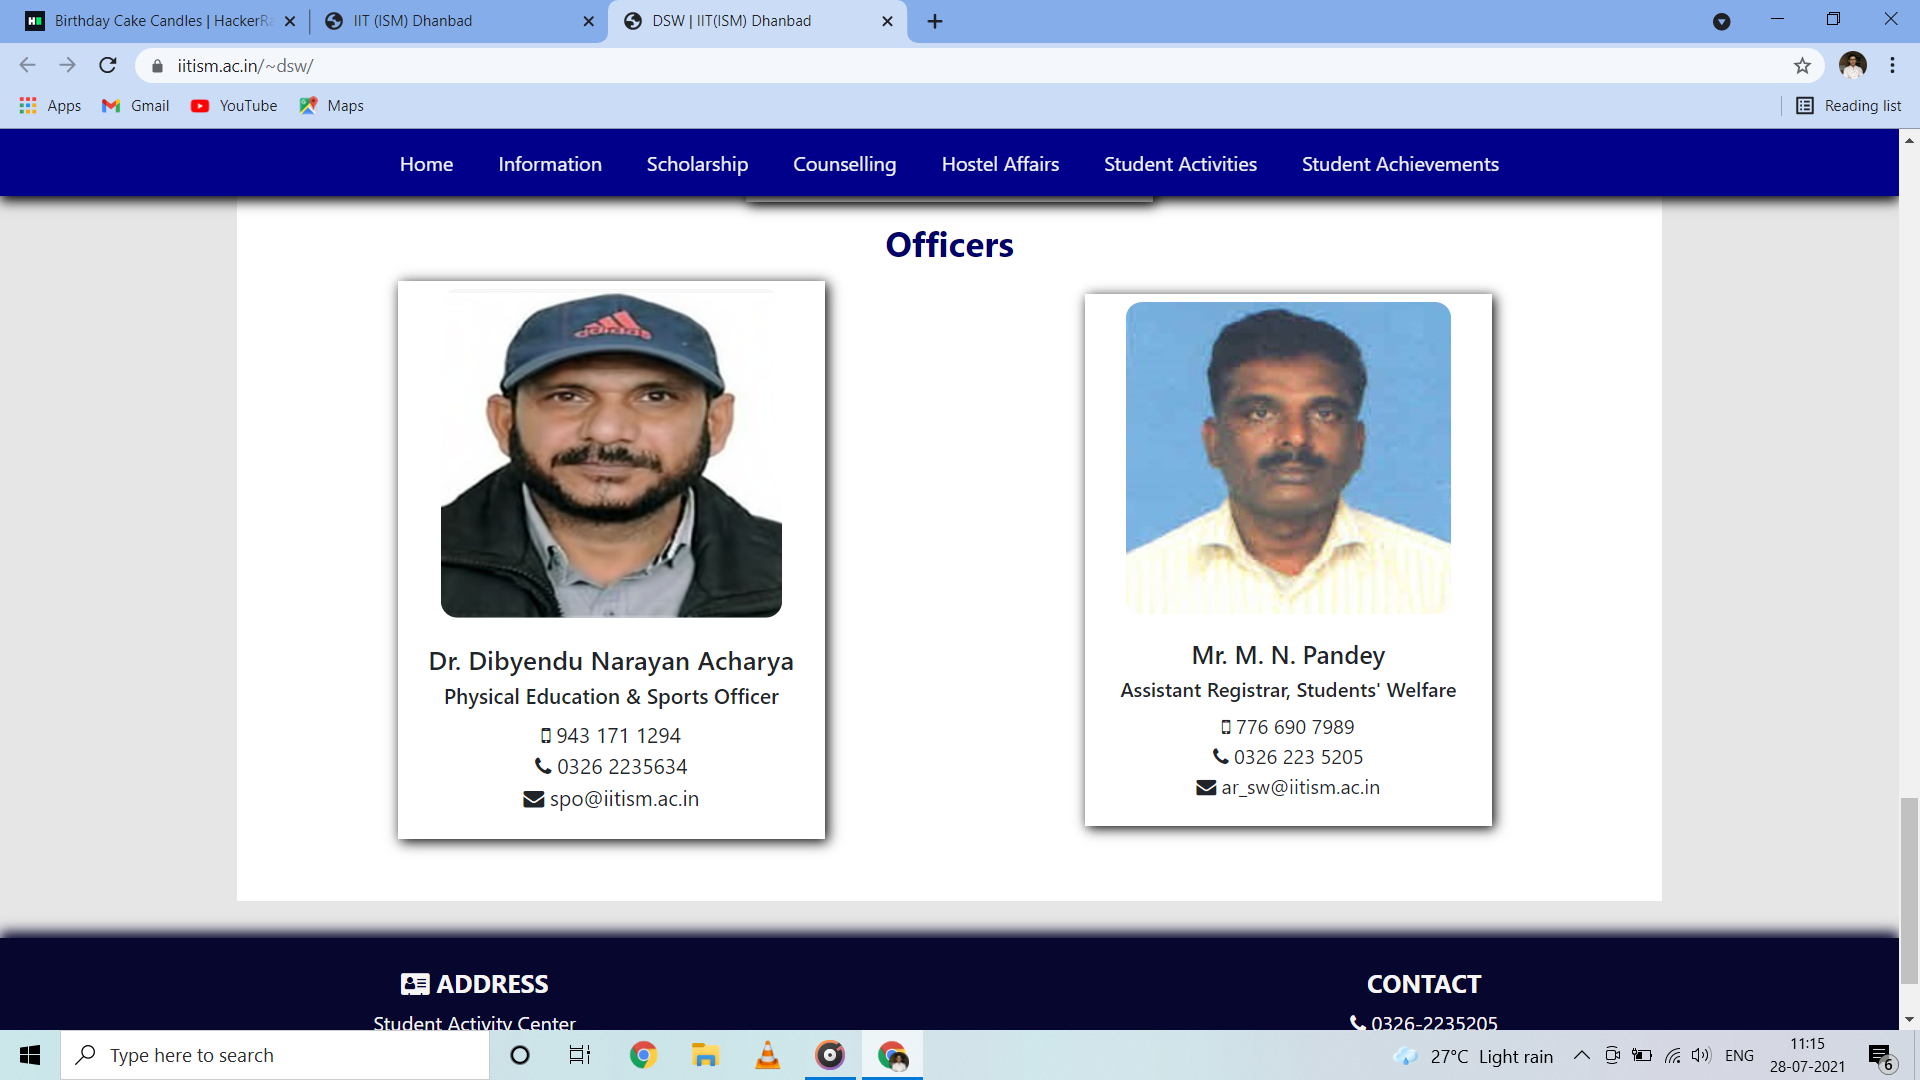 Birthday Cake Candles | HackerRa
IIT (ISM) Dhanbad
DSW | IIT(ISM) Dhanbad
iitism.ac.in/~dsw/
Apps
Gmail
YouTube
Maps
Reading list
Home
Information
Scholarship
Counselling
Hostel Affairs
Student Activities
Student Achievements
Officers
adidas
Dr. Dibyendu Narayan Acharya
Physical Education & Sports Officer
943 171 1294
0326 2235634
spo@iitism.ac.in
Mr. M. N. Pandey
Assistant Registrar, Students' Welfare
776 690 7989
0326 223 5205
ar_sw@iitism.ac.in
ADDRESS
Student Activity Center
CONTACT
0326-2235205
Type here to search
27°C Light rain
ENG
11:15
28-07-2021
6